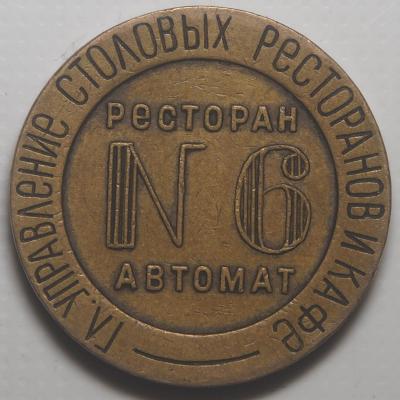 ГЛ. УПРАВЛЕНИЕ СТОЛОВЫХ РЕСТОРАНОВ И КАФЕ
РЕСТОРАН
N 6
АВТОМАТ